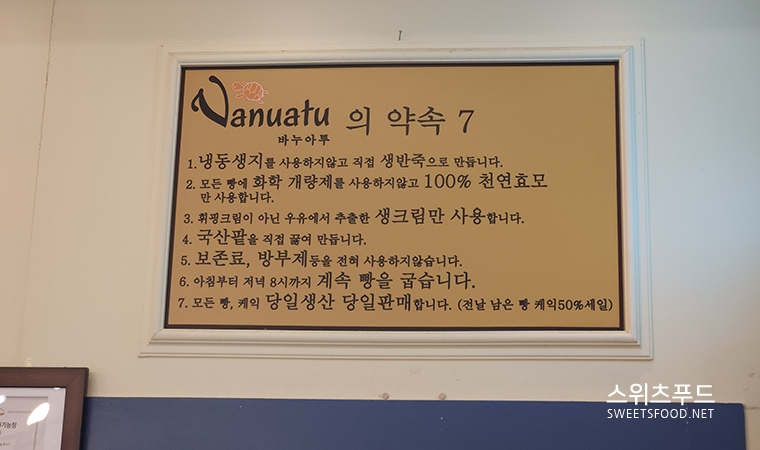 Vanuatu 의 약속 7
바누아투
1. 냉동생지를 사용하지않고 직접 생반죽으로 만듭니다.
2. 모든 빵에 화학 개량제를 사용하지않고 100% 천연효모
만 사용합니다.
3. 휘핑크림이 아닌 우유에서 추출한 생크림만 사용합니다.
4. 국산팥을 직접 끓여 만듭니다.
5. 보존료, 방부제등을 전혀 사용하지않습니다.
6. 아침부터 저녁 8시까지 계속 빵을 굽습니다.
7. 모든 빵, 케익 당일생산 당일판매합니다. (전날 남은 빵 케익50%세일)
스위츠푸드
SWEETSFOOD.NET